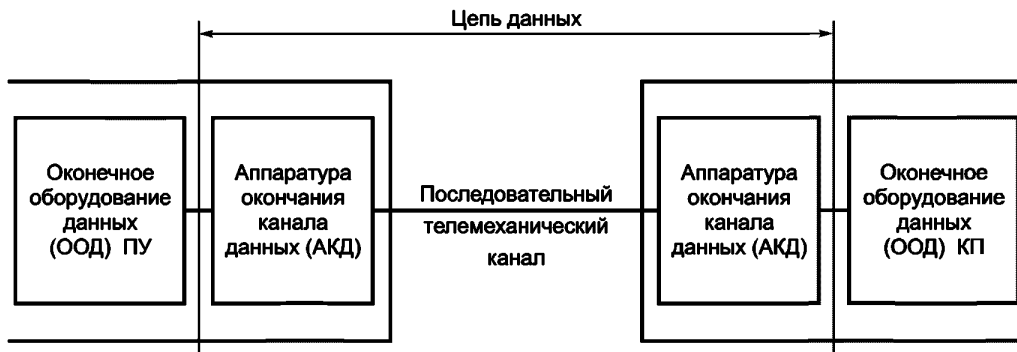 Цепь данных
Оконечное
оборудование
данных
(ООД) ПУ
Аппаратура
окончания
канала
данных (АКД)
Последовательный
телемеханический
канал
Аппаратура
окончания
канала
данных (АКД)
Оконечное
оборудование
данных
(ООД) КП